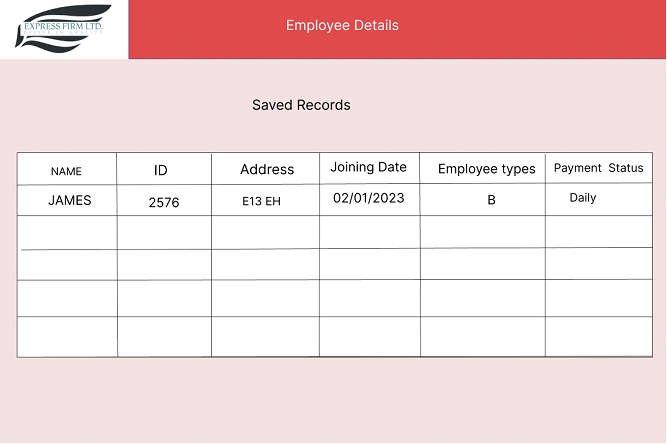 EXPRESS FIRM LTD.
Employee Details
Saved Records
NAME ID Address Joining Date Employee types Payment Status
JAMES 2576 E13 EH 02/01/2023 B Daily